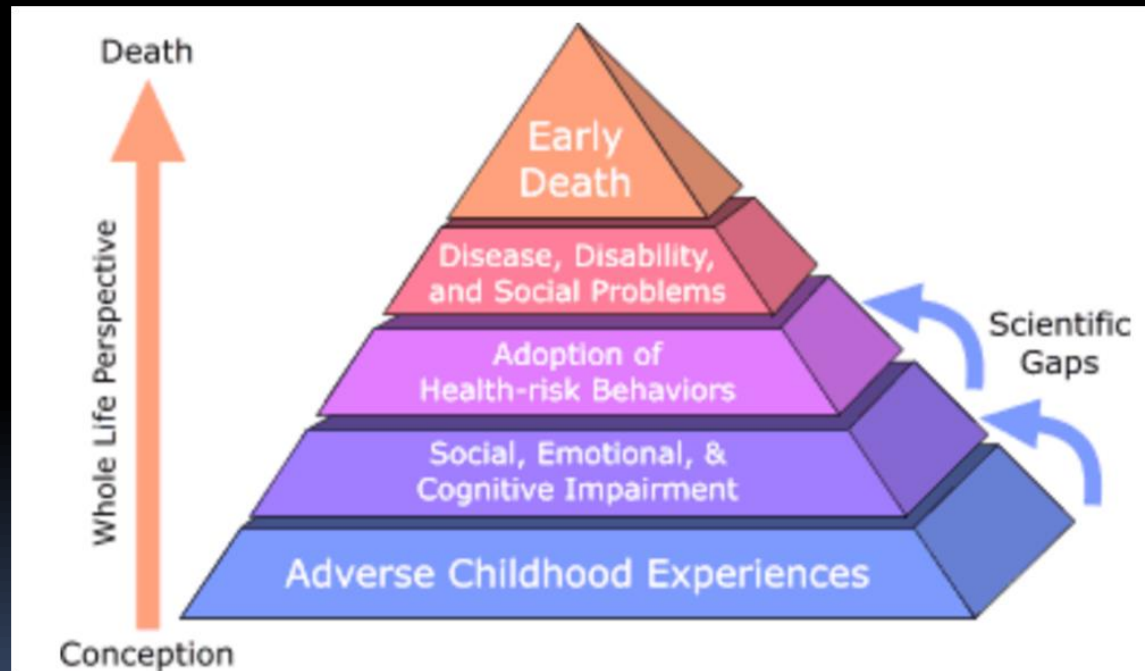 Death
Whole Life Perspective
Conception
Early
Death
Disease, Disability,
and Social Problems
Adoption of
Health-risk Behaviors
Social, Emotional, &
Cognitive Impairment
Adverse Childhood Experiences
Scientific
Gaps